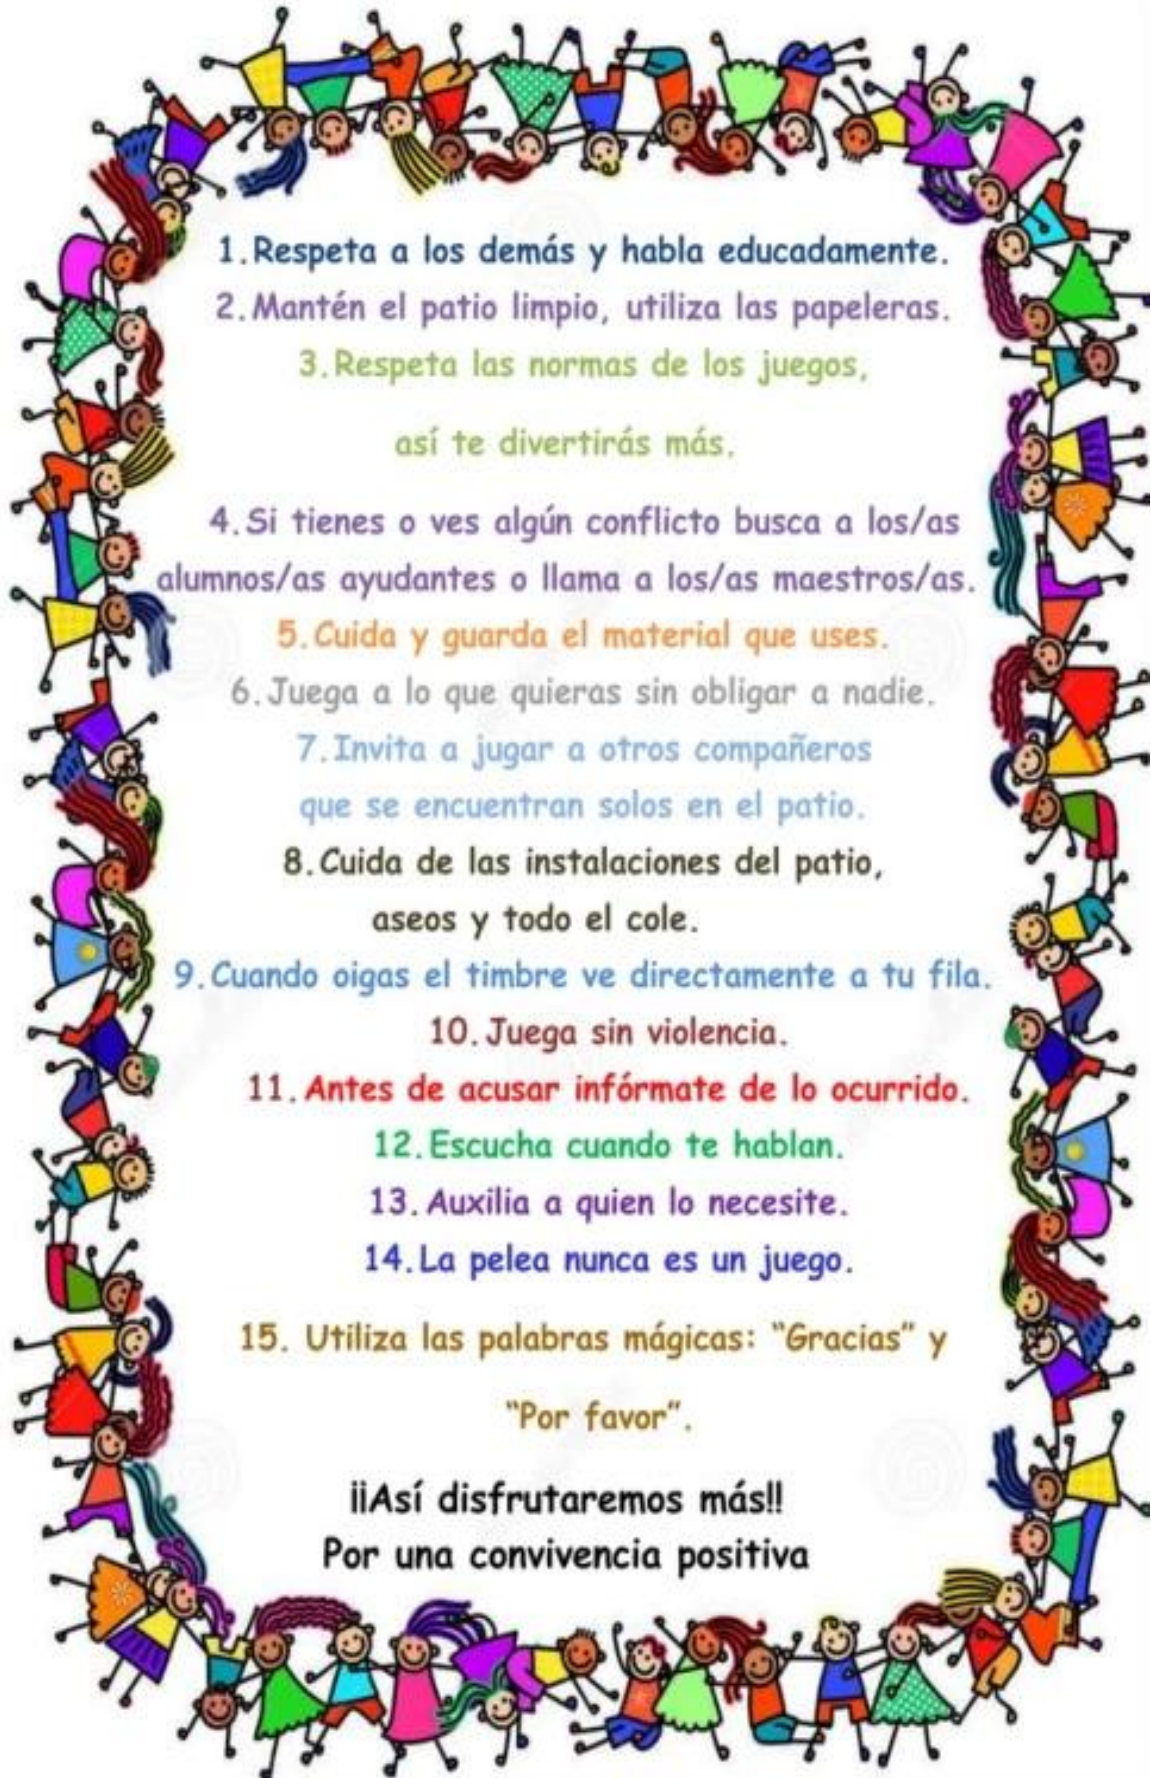 1. Respeta a los demás y habla educadamente.
2. Mantén el patio limpio, utiliza las papeleras.
3. Respeta las normas de los juegos,
así te divertirás más.
4. Si tienes o ves algún conflicto busca a los/as
alumnos/as ayudantes o llama a los/as maestros/as.
5. Cuida y guarda el material que uses.
6. Juega a lo que quieras sin obligar a nadie.
7. Invita a jugar a otros compañeros
que se encuentran solos en el patio.
8. Cuida de las instalaciones del patio,
aseos y todo el cole.
9. Cuando oigas el timbre ve directamente a tu fila.
10. Juega sin violencia.
11. Antes de acusar infórmate de lo ocurrido.
12. Escucha cuando te hablan.
13. Auxilia a quien lo necesite.
14. La pelea nunca es un juego.
15. Utiliza las palabras mágicas: “Gracias” y
“Por favor”.
¡¡Así disfrutaremos más!!
Por una convivencia positiva